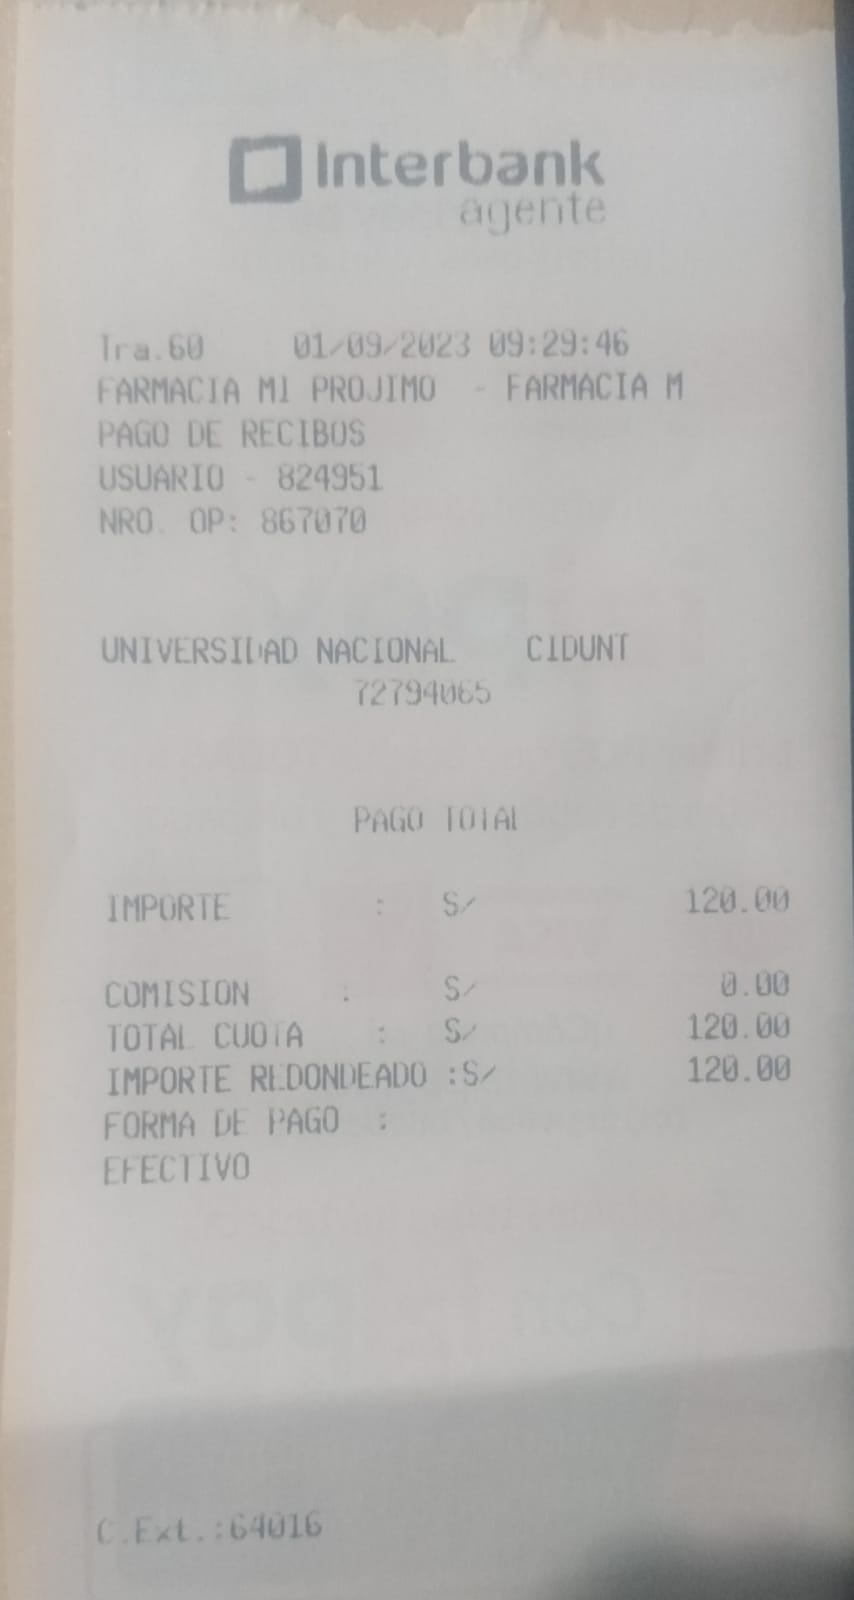 Interbank
agente
Tra.60 01/09/2023 09:29:46
FARMACIA MI PROJIMO - FARMACIA M
PAGO DE RECIBOS
USUARIO - 824951
NRO. OP: 867070
UNIVERSIDAD NACIONAL CIDUNT
72794065
PAGO TOTAL
IMPORTE : S/ 120.00
COMISION : S/ 0.00
TOTAL CUOTA : S/ 120.00
IMPORTE REDONDEADO :S/ 120.00
FORMA DE PAGO :
EFECTIVO
C.Ext.:64016